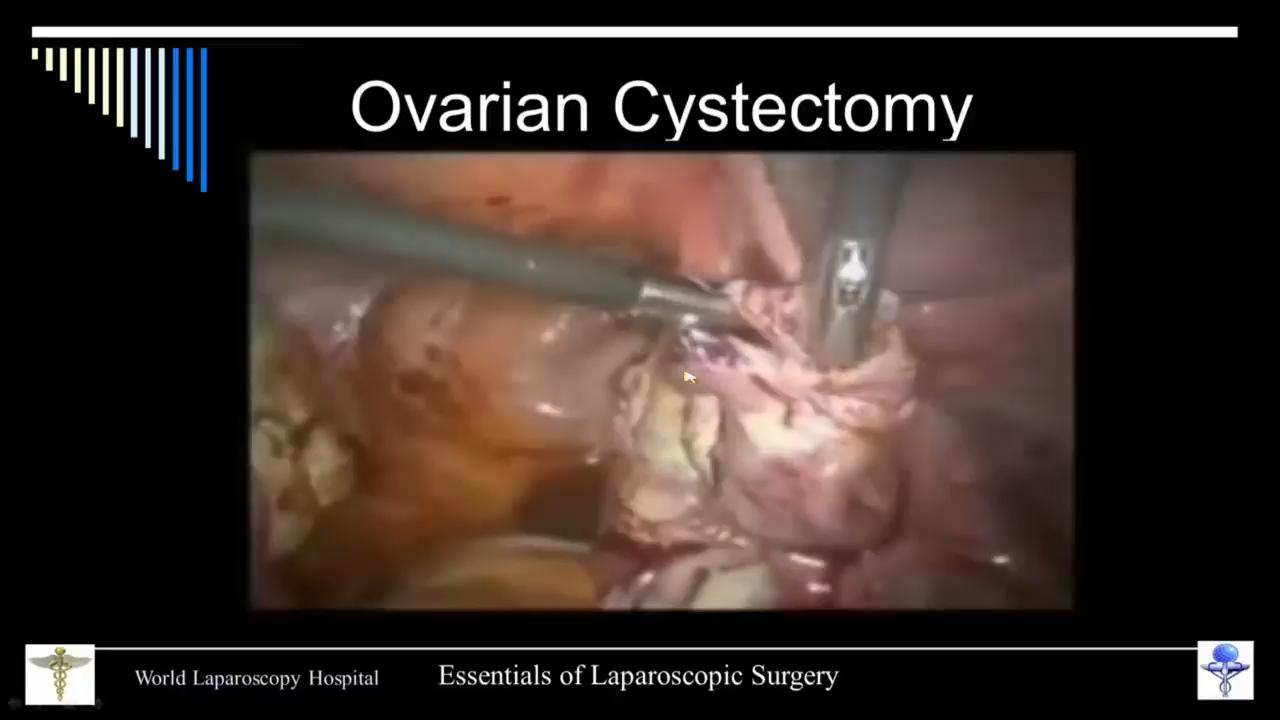 Ovarian Cystectomy
World Laparoscopy Hospital
Essentials of Laparoscopic Surgery